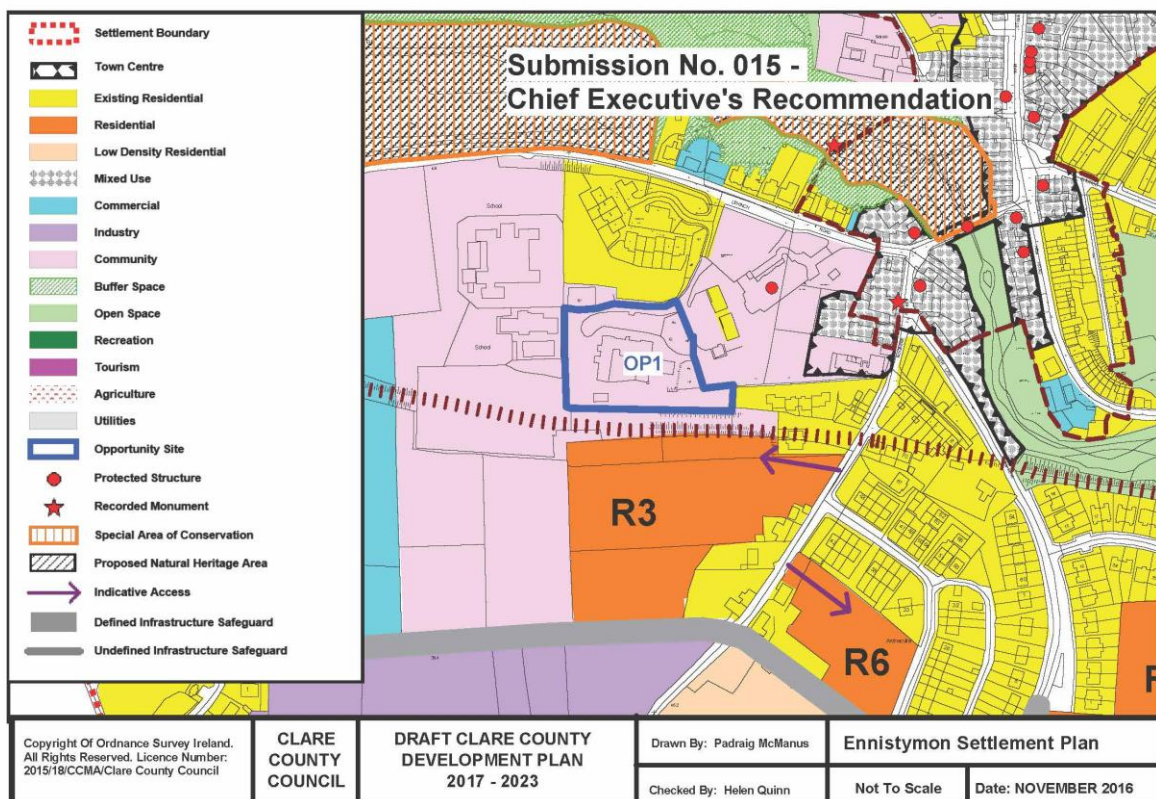 Settlement Boundary
Town Centre
Existing Residential
Residential
Low Density Residential
Mixed Use
Commercial
Industry
Community
Buffer Space
Open Space
Recreation
Tourism
Agriculture
Utilities
Opportunity Site
Protected Structure
Recorded Monument
Special Area of Conservation
Proposed Natural Heritage Area
Indicative Access
Defined Infrastructure Safeguard
Undefined Infrastructure Safeguard
Submission No. 015 -
Chief Executive's Recommendation
School
School
OP1
R3
R6
Copyright Of Ordnance Survey Ireland.
All Rights Reserved. Licence Number:
2015/18/CCMA/Clare County Council
CLARE
COUNTY
COUNCIL
DRAFT CLARE COUNTY
DEVELOPMENT PLAN
2017 - 2023
Drawn By: Padraig McManus
Checked By: Helen Quinn
Ennistymon Settlement Plan
Not To Scale
Date: NOVEMBER 2016